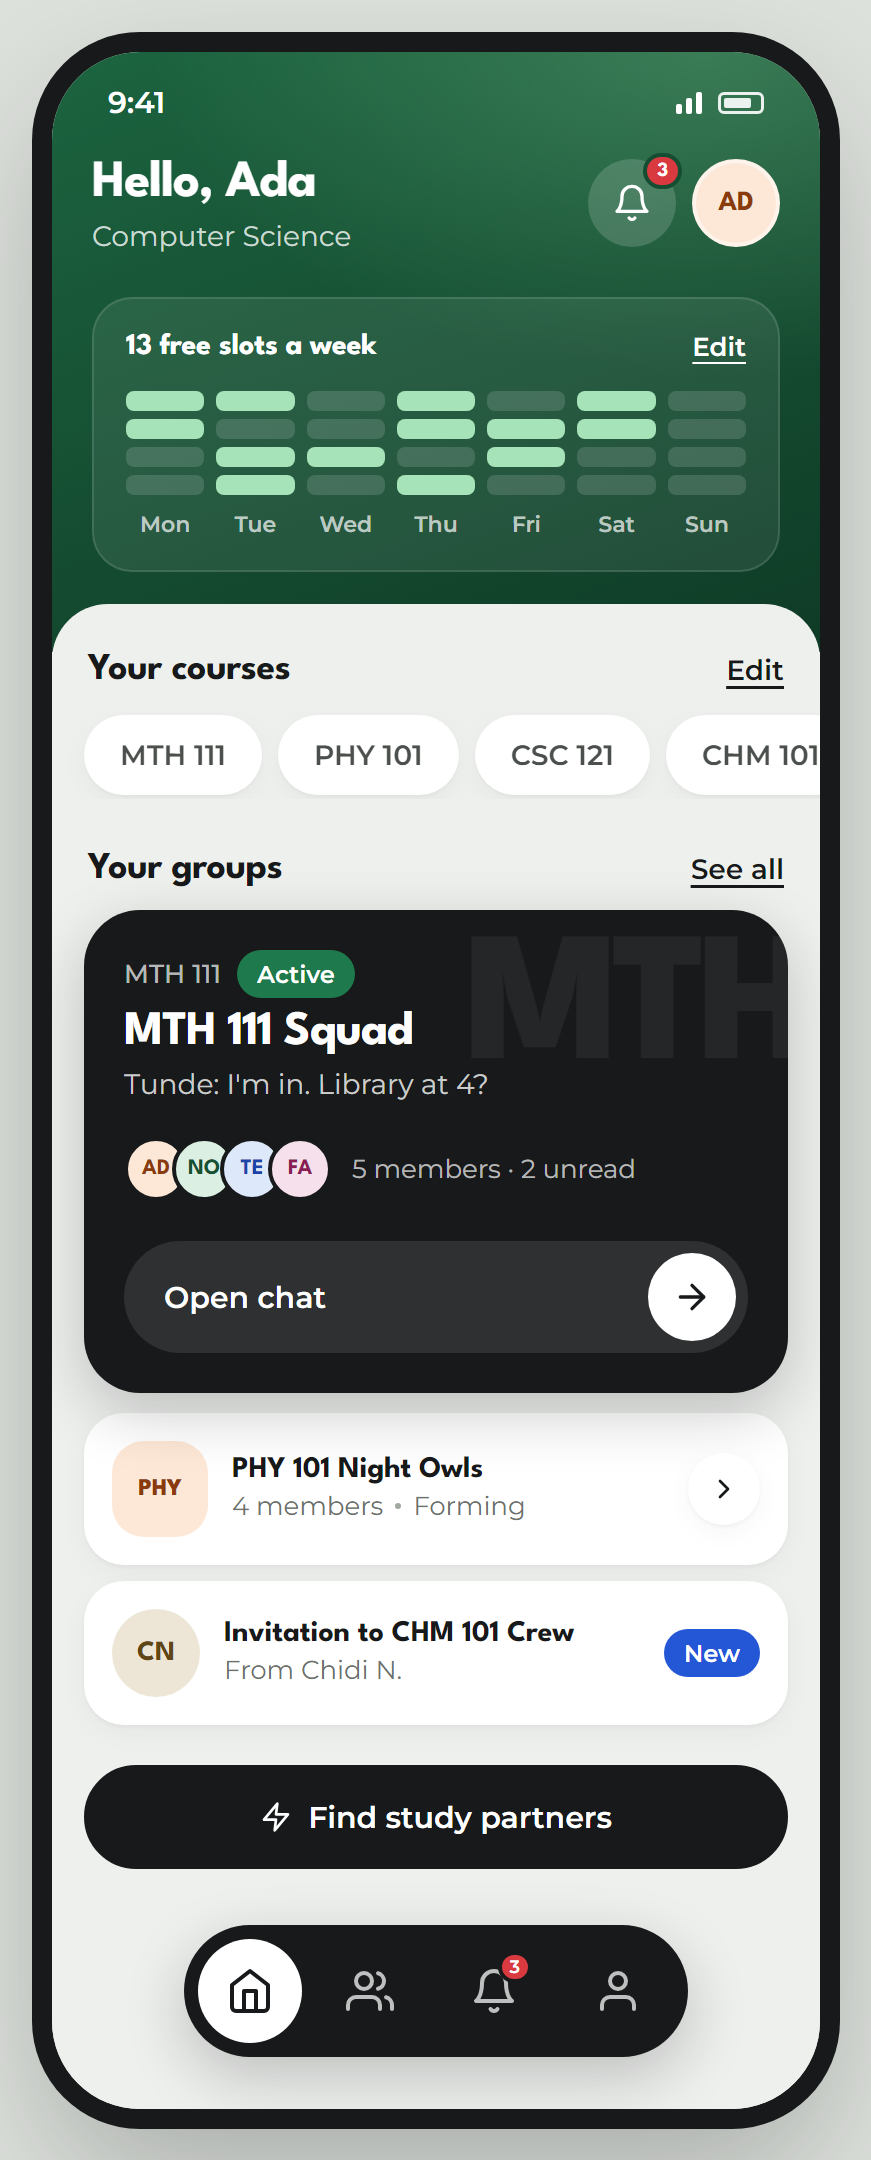 9:41
Hello, Ada
3
AD
Computer Science
13 free slots a week
Edit
Mon Tue Wed Thu Fri Sat Sun
Your courses
Edit
MTH 111
PHY 101
CSC 121
CHM 101
Your groups
See all
MTH
MTH 111
Active
MTH 111 Squad
Tunde: I'm in. Library at 4?
AD NO TE FA
5 members · 2 unread
Open chat
PHY
PHY 101 Night Owls
4 members • Forming
CN
Invitation to CHM 101 Crew
From Chidi N.
New
Find study partners
3